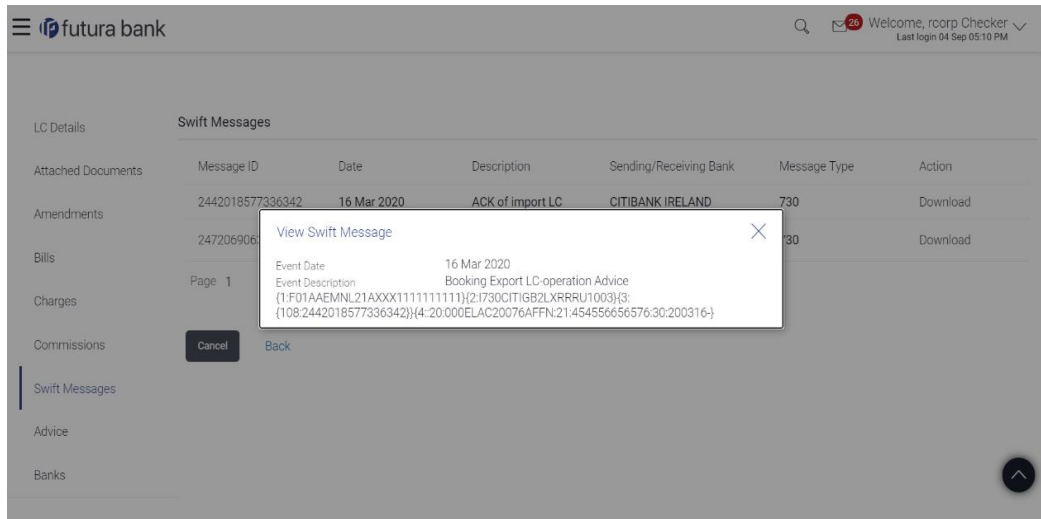 futura bank
26
Welcome, rcorp Checker
Last login 04 Sep 05:10 PM
LC Details
Attached Documents
Amendments
Bills
Charges
Commissions
Swift Messages
Advice
Banks
Swift Messages
Message ID Date Description Sending/Receiving Bank Message Type Action
2442018577336342 16 Mar 2020 ACK of import LC CITIBANK IRELAND 730 Download
730 Download
Page 1
View Swift Message
Event Date 16 Mar 2020
Event Description Booking Export LC-operation Advice
{1:F01AAEMNL21AXXX1111111111}{2:I730CITIGB2LXRRRU1003}{3:
{108:2442018577336342}}{4::20:000ELAC20076AFFN:21:454556656576:30:200316-}
Cancel Back